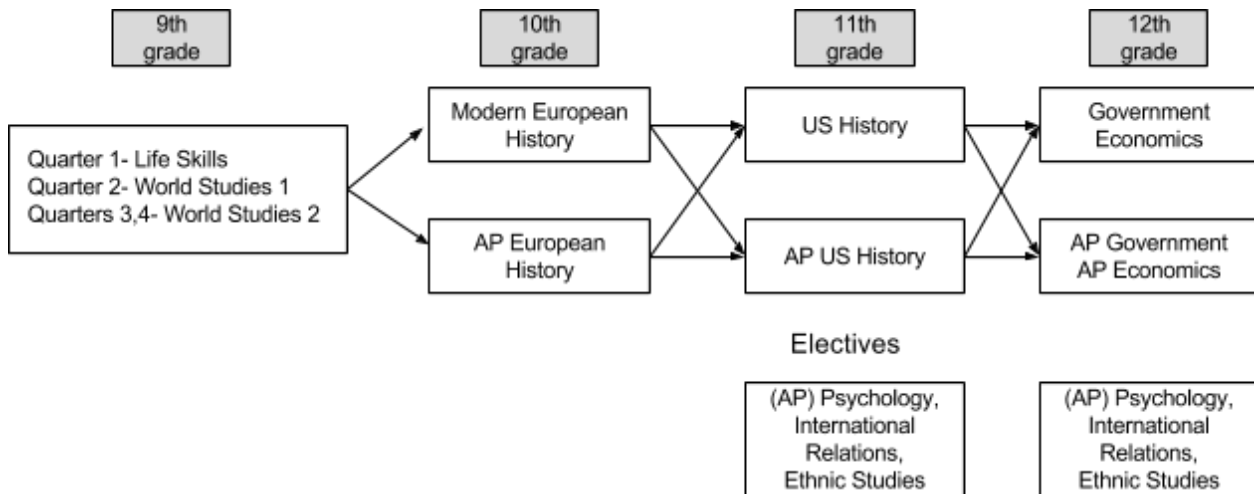 9th
grade
10th
grade
11th
grade
12th
grade
Quarter 1- Life Skills
Quarter 2- World Studies 1
Quarters 3,4- World Studies 2
Modern European
History
AP European
History
US History
AP US History
Government
Economics
AP Government
AP Economics
Electives
(AP) Psychology,
International
Relations,
Ethnic Studies
(AP) Psychology,
International
Relations,
Ethnic Studies